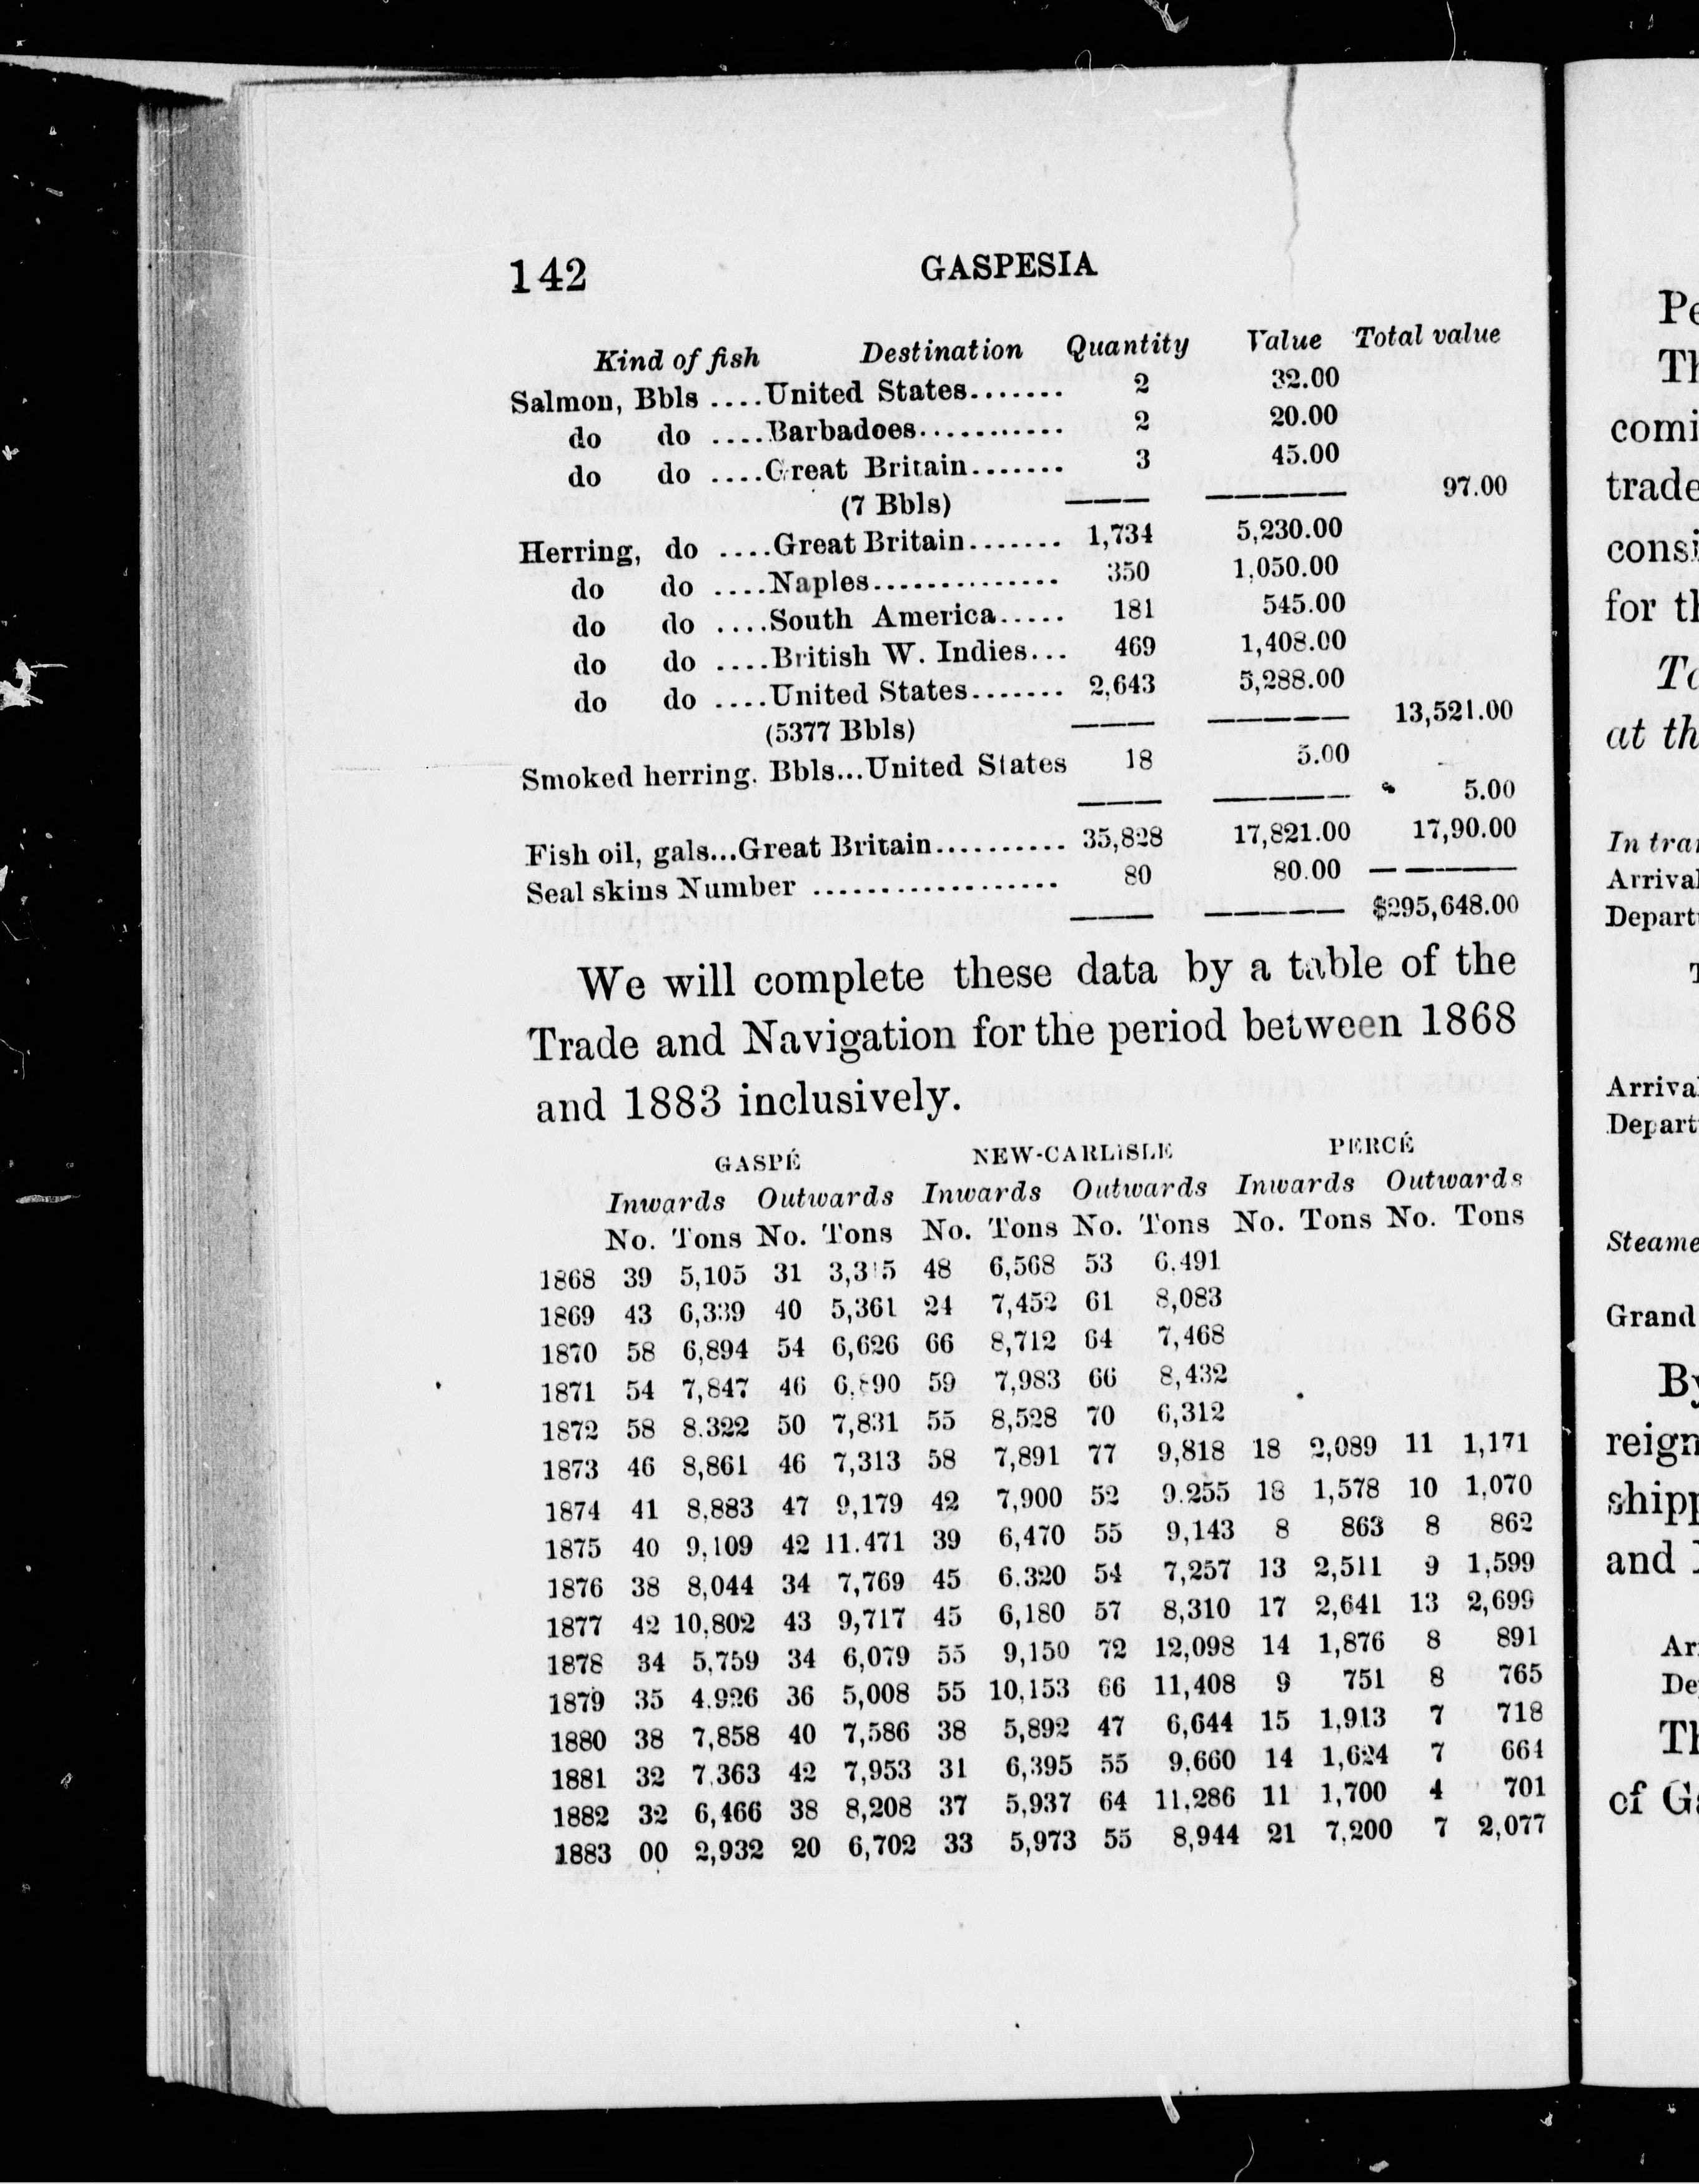 142 GASPESIA
Kind of fish Destination Quantity Value Total value
Salmon, Bbls ....United States....... 2 32.00
do do ....Barbadoes........... 2 20.00
do do ....Great Britain....... 3 45.00
(7 Bbls) 97.00
Herring, do ....Great Britain....... 1,734 5,230.00
do do ....Naples.............. 350 1,050.00
do do ....South America..... 181 545.00
do do ....British W. Indies... 469 1,408.00
do do ....United States....... 2,643 5,288.00
(5377 Bbls) 13,521.00
Smoked herring. Bbls...United States 18 5.00
5.00
Fish oil, gals...Great Britain.......... 35,828 17,821.00 17,90.00
Seal skins Number .................. 80 80.00
$295,648.00
We will complete these data by a table of the
Trade and Navigation for the period between 1868
and 1883 inclusively.
GASPÉ NEW-CARLISLE PERCÉ
Inwards Outwards Inwards Outwards Inwards Outwards
No. Tons No. Tons No. Tons No. Tons No. Tons No. Tons
1868 39 5,105 31 48 6,568 53 6,491
1869 43 6,339 40 5,361 24 7,452 61 8,083
1870 58 6,894 54 6,626 66 8,712 64 7,468
1871 54 7,847 46 59 7,983 66 8,432
1872 58 8.322 50 7,831 55 8,528 70 6,312
1873 46 8,861 46 7,313 58 7,891 77 9,818 18 2,089 11 1,171
1874 41 8,883 47 9,179 42 7,900 52 9.255 18 1,578 10 1,070
1875 40 9,109 42 11.471 39 6,470 55 9,143 8 863 8 862
1876 38 8,044 34 7,769 45 6.320 54 7,257 13 2,511 9 1,599
1877 42 10,802 43 9,717 45 6,180 57 8,310 17 2,641 13 2,699
1878 34 5,759 34 6,079 55 9,150 72 12,098 14 1,876 8 891
1879 35 4.926 36 5,008 55 10,153 66 11,408 9 751 8 765
1880 38 7,858 40 7,586 38 5,892 47 6,644 15 1,913 7 718
1881 32 7,363 42 7,953 31 6,395 55 9,660 14 1,624 7 664
1882 32 6,466 38 8,208 37 5,937 64 11,286 11 1,700 4 701
1883 00 2,932 20 6,702 33 5,973 55 8,944 21 7,200 7 2,077
comi
trade
consi
at th
Arrival
Depart
Arrival
Depart
Steame
Grand
reign
shipp
and